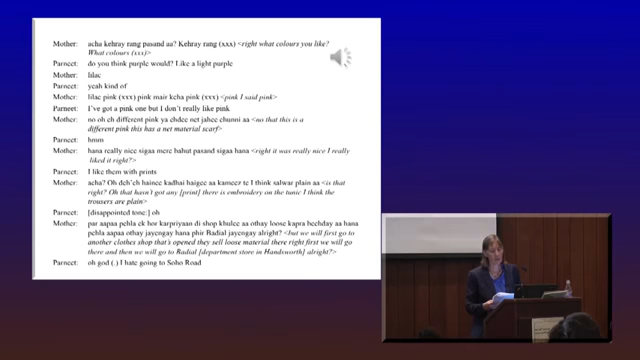 Mother: acha kehray rang pasand aa? Kehray rang (xxx) <right what colours you like?
What colours (xxx)>
Parneet: do you think purple would? Like a light purple
Mother: lilac
Parneet: yeah kind of
Mother: lilac pink (xxx) pink mair kcha pink (xxx) <pink I said pink>
Parneet: I've got a pink one but I don't really like pink
Mother: no oh eh different pink ya ehdee net jahee chunni aa <no that this is a
different pink this has a net material scarf>
Parneet: hmm
Mother: hana really nice sigaa mere bahut pasand sigaa hana <right it was really nice I really
liked it right?>
Parneet: I like them with prints
Mother: acha? Oh deh'eh hainee kadhai haigee aa kameez te I think salwar plain aa <is that
right? Oh that hasn't got any [print] there is embroidery on the tunic I think the
trousers are plain>
Parneet: [disappointed tone:] oh
Mother: par aapaa pehla ek hor karpriyaan di shop khulee aa othay loose kapra bechday aa hana
pehla aapaa othay jayengay hana phir Badial jayengay alright? <but we will first go to
another clothes shop that's opened they sell loose material there right first we will go
there and then we will go to Badial [department store in Handsworth] alright?>
Parneet: oh god (.) I hate going to Soho Road